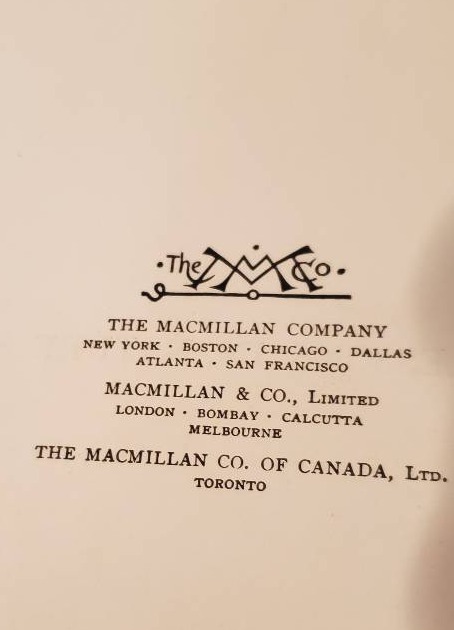 ·The MM Co·
THE MACMILLAN COMPANY
NEW YORK · BOSTON · CHICAGO · DALLAS
ATLANTA · SAN FRANCISCO
MACMILLAN & CO., LIMITED
LONDON · BOMBAY · CALCUTTA
MELBOURNE
THE MACMILLAN CO. OF CANADA, LTD.
TORONTO